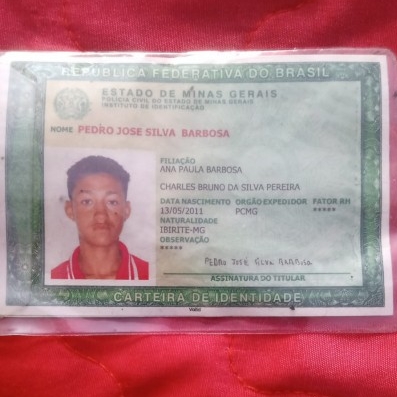 REPÚBLICA FEDERATIVA DO BRASIL
ESTADO DE MINAS GERAIS
POLÍCIA CIVIL DO ESTADO DE MINAS GERAIS
INSTITUTO DE IDENTIFICAÇÃO
NOME PEDRO JOSE SILVA BARBOSA
FILIAÇÃO
ANA PAULA BARBOSA
CHARLES BRUNO DA SILVA PEREIRA
DATA NASCIMENTO ORGÃO EXPEDIDOR FATOR RH
13/05/2011 PCMG *****
NATURALIDADE
IBIRITE-MG
OBSERVAÇÃO
*****
PEDRO JOSÉ SILVA BARBOSA
ASSINATURA DO TITULAR
CARTEIRA DE IDENTIDADE